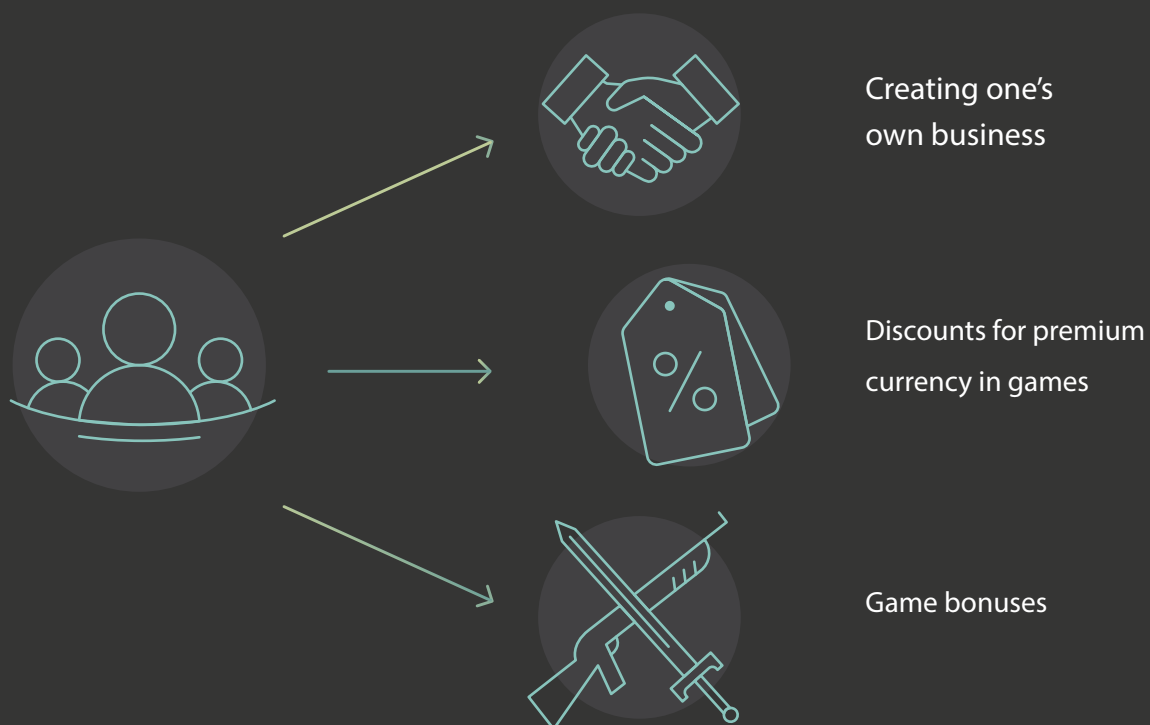 Creating one’s
own business
Discounts for premium
currency in games
Game bonuses